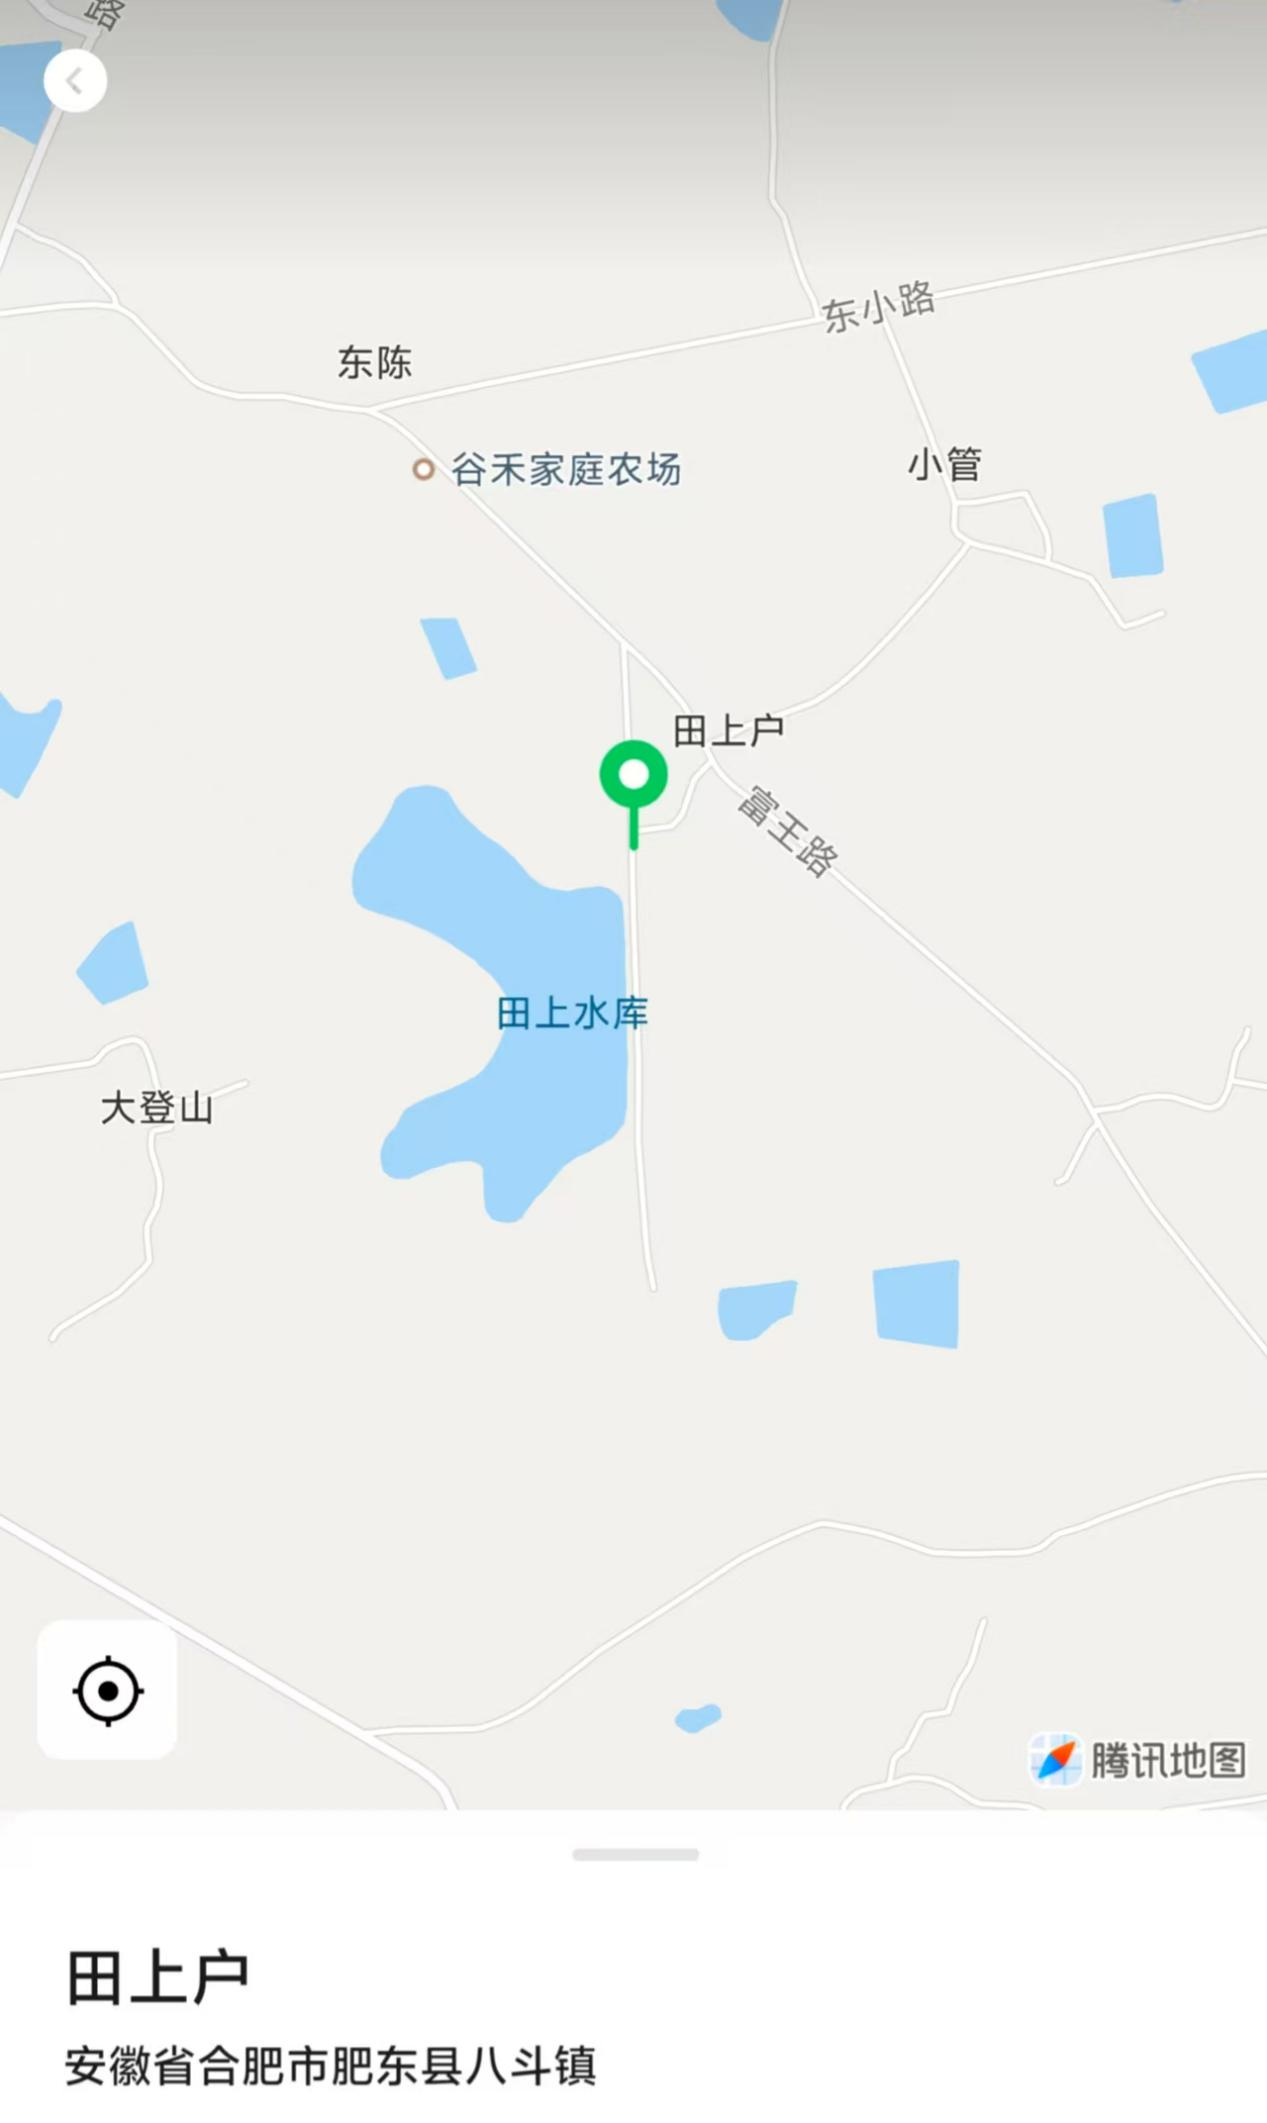 路
东小路
东陈
谷禾家庭农场
小管
田上户
富王路
田上水库
大登山
腾讯地图
田上户
安徽省合肥市肥东县八斗镇